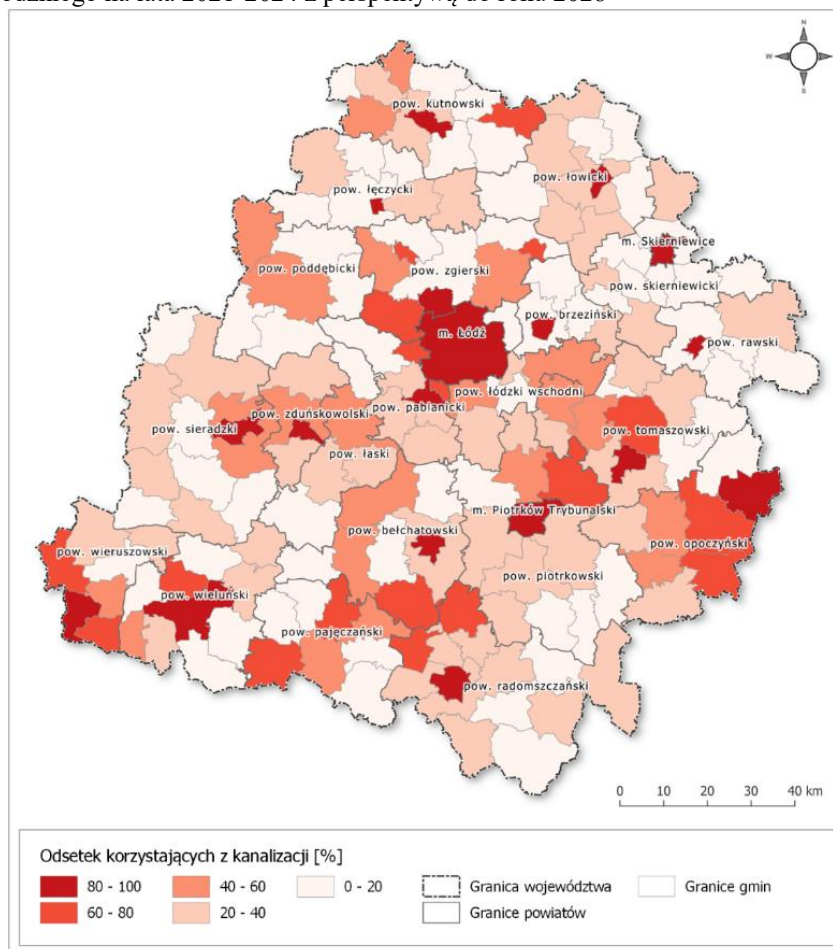 na lata 2021-2024 z perspektywą do roku 2028
N
W E
S
pow. kutnowski
pow. łowicki
pow. łęczycki
m. Skierniewice
pow. poddębicki
pow. zgierski
pow. skierniewicki
pow. brzeziński
m. Łódź
pow. rawski
pow. łódzki wschodni
pow. pabianicki
pow. zduńskowolski
pow. sieradzki
pow. tomaszowski
pow. łaski
m. Piotrków Trybunalski
pow. bełchatowski
pow. opoczyński
pow. wieruszowski
pow. piotrkowski
pow. wieluński
pow. pajęczański
pow. radomszczański
0 10 20 30 40 km
Odsetek korzystających z kanalizacji [%]
80 - 100 40 - 60 0 - 20 Granica województwa Granice gmin
60 - 80 20 - 40 Granice powiatów